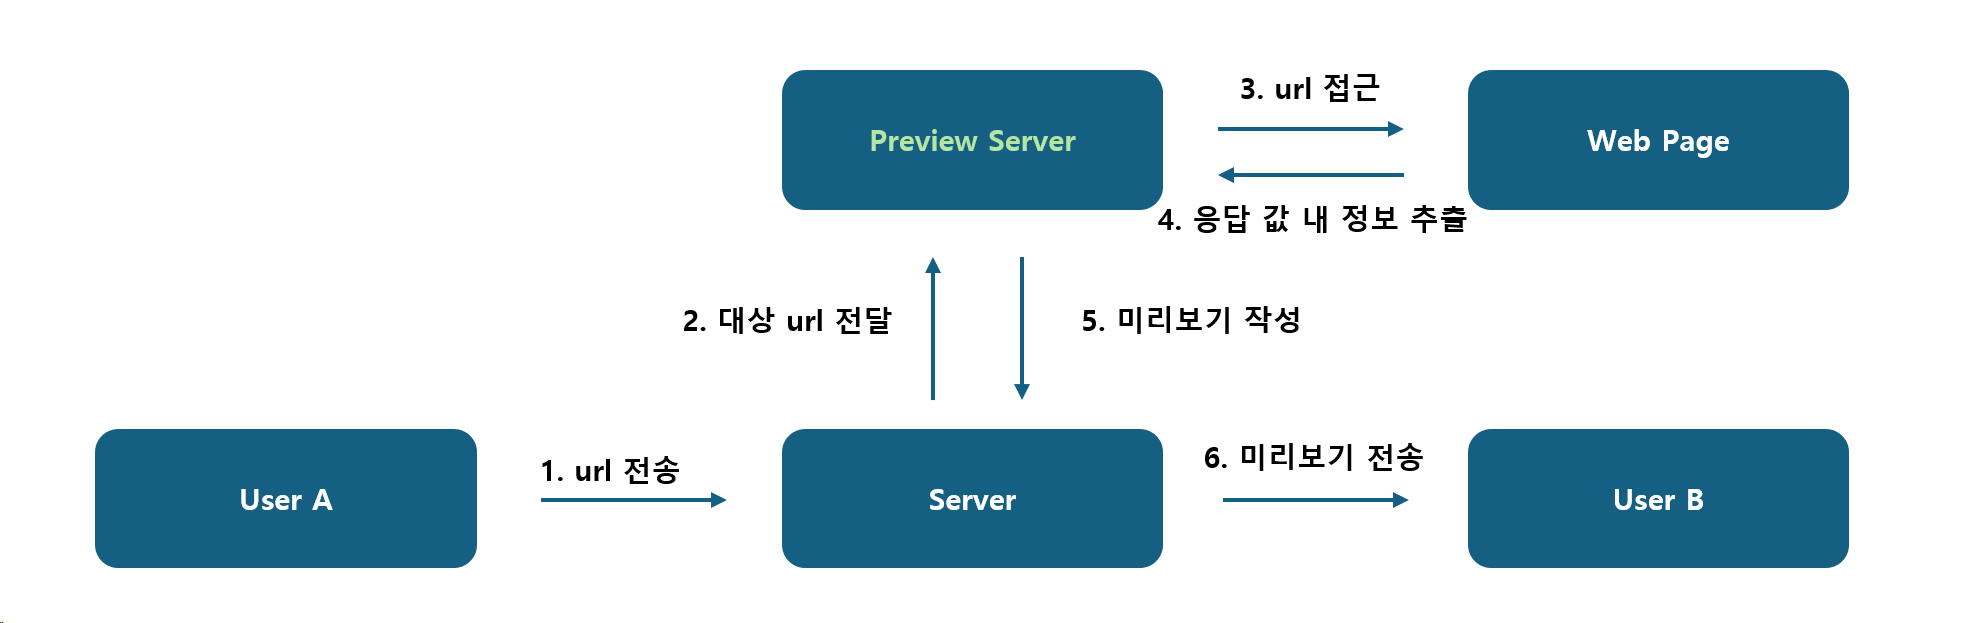 3. url 접근
Preview Server
Web Page
4. 응답 값 내 정보 추출
2. 대상 url 전달
5. 미리보기 작성
1. url 전송
6. 미리보기 전송
User A
Server
User B